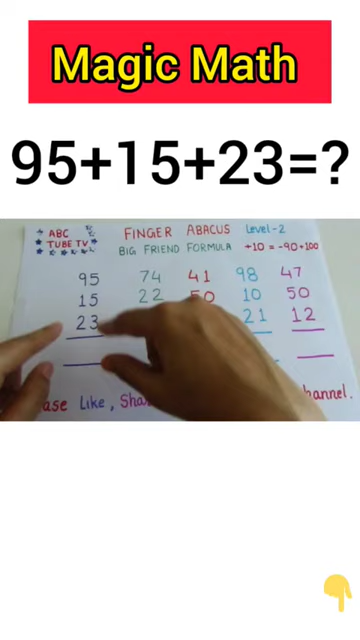 Magic Math
95+15+23=?
ABC
TUBE TV
FINGER ABACUS Level-2
BIG FRIEND FORMULA +10 = -90+100
95 74 41 98 47
15 22 50 10 50
23 21 12
ase Like, Sha hannel.